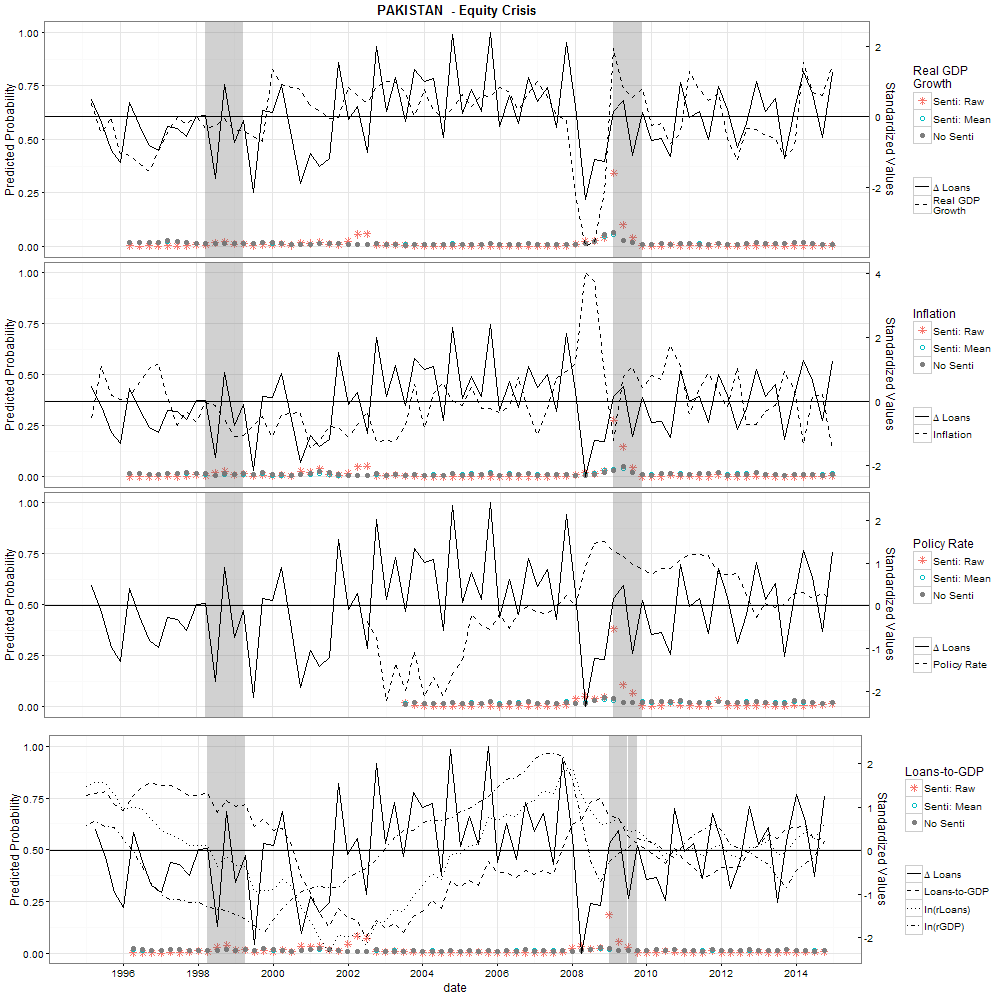 PAKISTAN - Equity Crisis
Predicted Probability
1.00
0.75
0.50
0.25
0.00
2
0
-2
Standardized Values
Real GDP
Growth
Senti: Raw
Senti: Mean
No Senti
Δ Loans
Real GDP
Growth
Predicted Probability
1.00
0.75
0.50
0.25
0.00
4
2
0
-2
Standardized Values
Inflation
Senti: Raw
Senti: Mean
No Senti
Δ Loans
Inflation
Predicted Probability
1.00
0.75
0.50
0.25
0.00
2
1
0
-1
-2
Standardized Values
Policy Rate
Senti: Raw
Senti: Mean
No Senti
Δ Loans
Policy Rate
Predicted Probability
1.00
0.75
0.50
0.25
0.00
2
1
0
-1
-2
Standardized Values
Loans-to-GDP
Senti: Raw
Senti: Mean
No Senti
Δ Loans
Loans-to-GDP
ln(rLoans)
ln(rGDP)
1996 1998 2000 2002 2004 2006 2008 2010 2012 2014
date